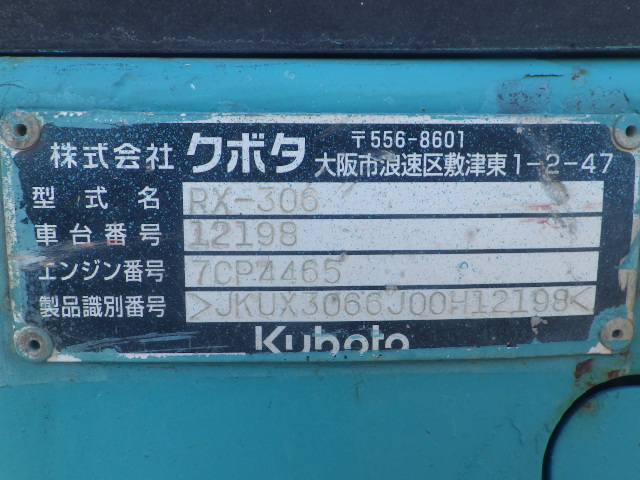 株式会社 クボタ 〒556-8601
大阪市浪速区敷津東1-2-47
型式名 RX-306
車台番号 12198
エンジン番号 7CP4465
製品識別番号 >JKUX3066J00H12198<
Kubota